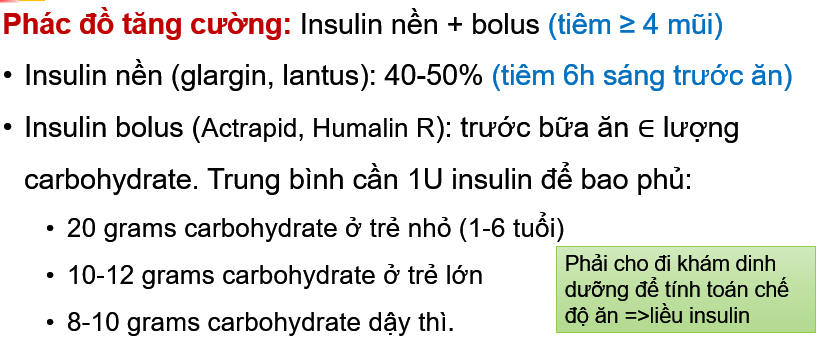 Phác đồ tăng cường: Insulin nền + bolus (tiêm ≥ 4 mũi)
• Insulin nền (glargin, lantus): 40-50% (tiêm 6h sáng trước ăn)
• Insulin bolus (Actrapid, Humalin R): trước bữa ăn ∈ lượng
carbohydrate. Trung bình cần 1U insulin để bao phủ:
• 20 grams carbohydrate ở trẻ nhỏ (1-6 tuổi)
• 10-12 grams carbohydrate ở trẻ lớn
• 8-10 grams carbohydrate dậy thì.
Phải cho đi khám dinh
dưỡng để tính toán chế
độ ăn =>liều insulin